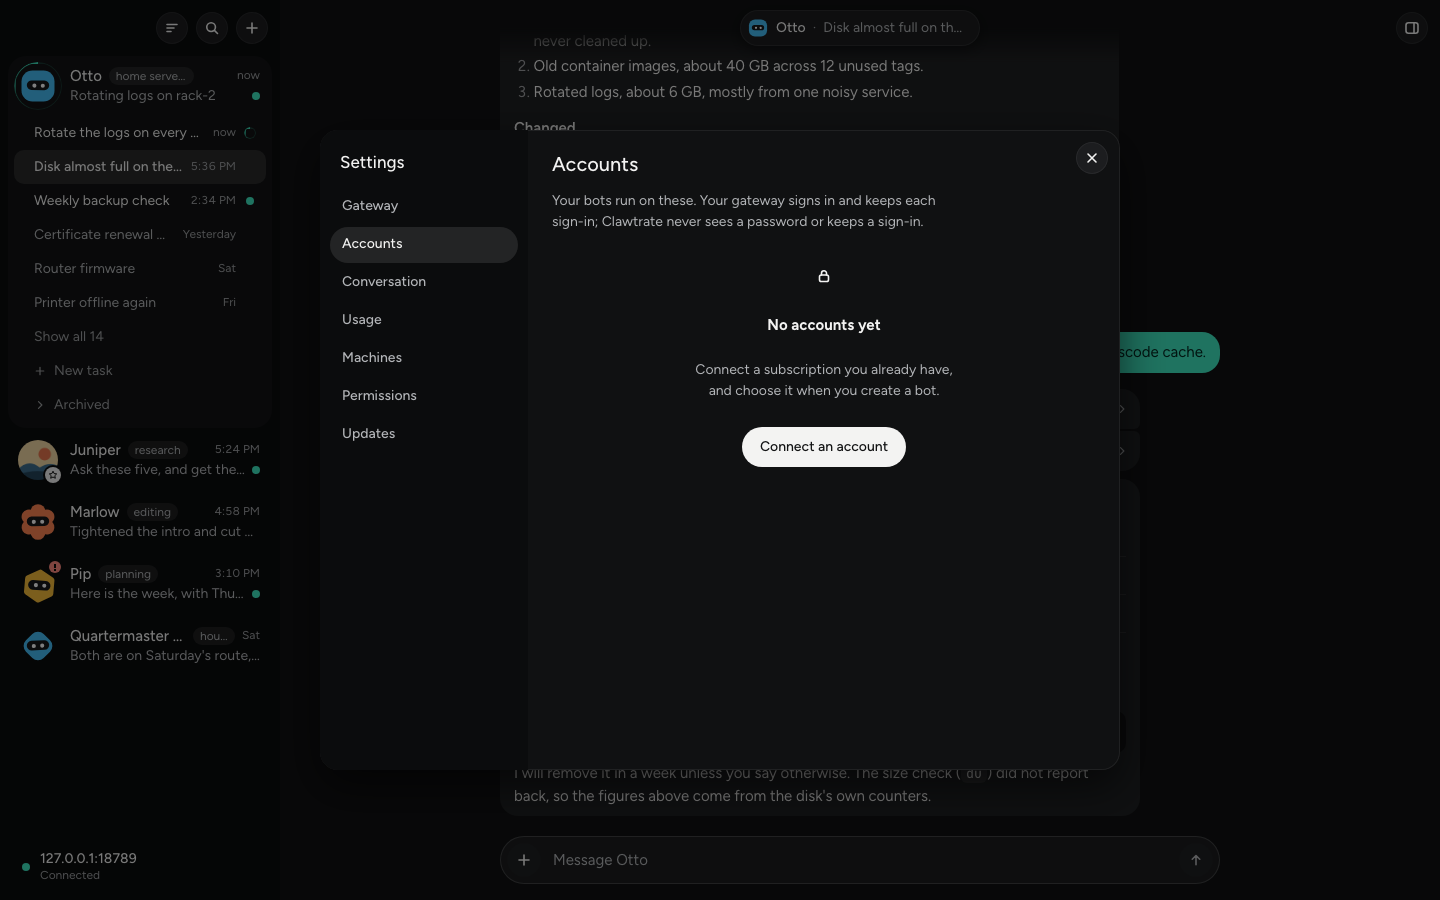 Otto · Disk almost full on th...
Otto home serve... now
Rotating logs on rack-2
Rotate the logs on every ... now
Disk almost full on the... 5:36 PM
Weekly backup check 2:34 PM
Certificate renewal ... Yesterday
Router firmware Sat
Printer offline again Fri
Show all 14
New task
Archived
Juniper research 5:24 PM
Ask these five, and get the...
Marlow editing 4:58 PM
Tightened the intro and cut ...
Pip planning 3:10 PM
Here is the week, with Thu...
Quartermaster ... hou... Sat
Both are on Saturday's route,...
127.0.0.1:18789
Connected
never cleaned up.
2. Old container images, about 40 GB across 12 unused tags.
3. Rotated logs, about 6 GB, mostly from one noisy service.
Changed
Settings
Gateway
Accounts
Conversation
Usage
Machines
Permissions
Updates
Accounts
Your bots run on these. Your gateway signs in and keeps each
sign-in; Clawtrate never sees a password or keeps a sign-in.
No accounts yet
Connect a subscription you already have,
and choose it when you create a bot.
Connect an account
scode cache.
I will remove it in a week unless you say otherwise. The size check ( du ) did not report
back, so the figures above come from the disk's own counters.
Message Otto